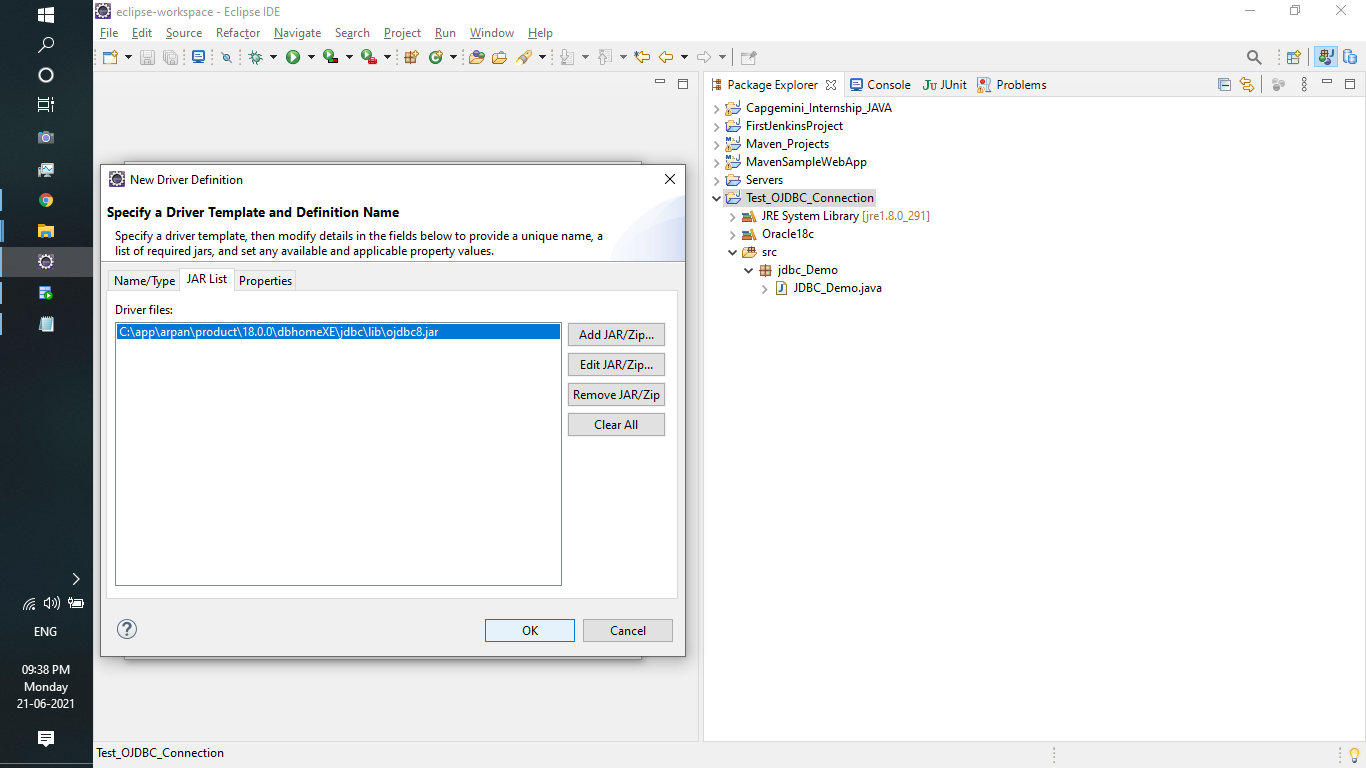 eclipse-workspace - Eclipse IDE
File Edit Source Refactor Navigate Search Project Run Window Help
Package Explorer Console Ju JUnit Problems
Capgemini_Internship_JAVA
FirstJenkinsProject
Maven_Projects
MavenSampleWebApp
Servers
Test_OJDBC_Connection
JRE System Library [jre1.8.0_291]
Oracle18c
src
jdbc_Demo
JDBC_Demo.java
New Driver Definition
Specify a Driver Template and Definition Name
Specify a driver template, then modify details in the fields below to provide a unique name, a
list of required jars, and set any available and applicable property values.
Name/Type JAR List Properties
Driver files:
C:\app\arpan\product\18.0.0\dbhomeXE\jdbc\lib\ojdbc8.jar
Add JAR/Zip...
Edit JAR/Zip...
Remove JAR/Zip
Clear All
OK Cancel
ENG
09:38 PM
Monday
21-06-2021
Test_OJDBC_Connection